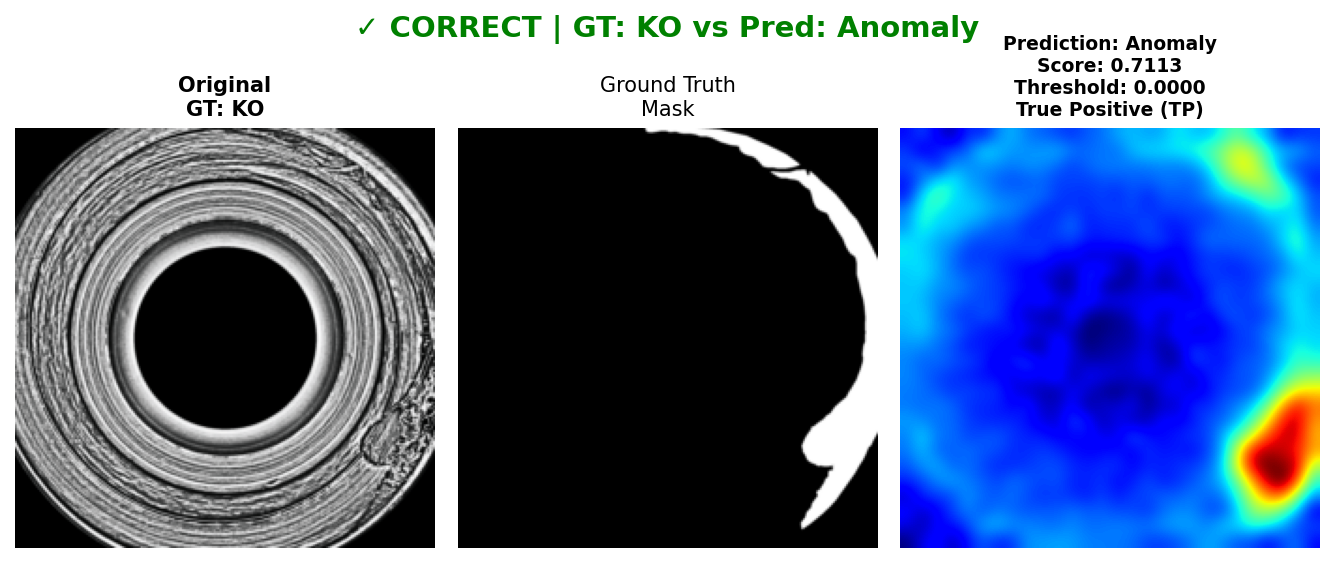 ✓ CORRECT | GT: KO vs Pred: Anomaly
Original
GT: KO
Ground Truth
Mask
Prediction: Anomaly
Score: 0.7113
Threshold: 0.0000
True Positive (TP)